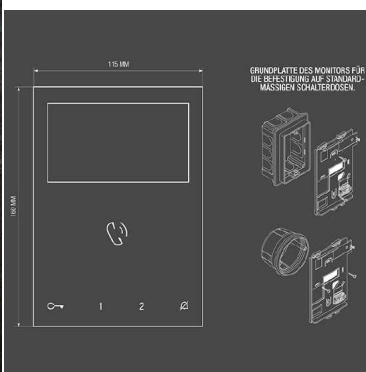 115 MM
GRUNDPLATTE DES MONITORS FÜR
DIE BEFESTIGUNG AUF STANDARD-
MÄSSIGEN SCHALTERDOSEN.
160 MM
1 2